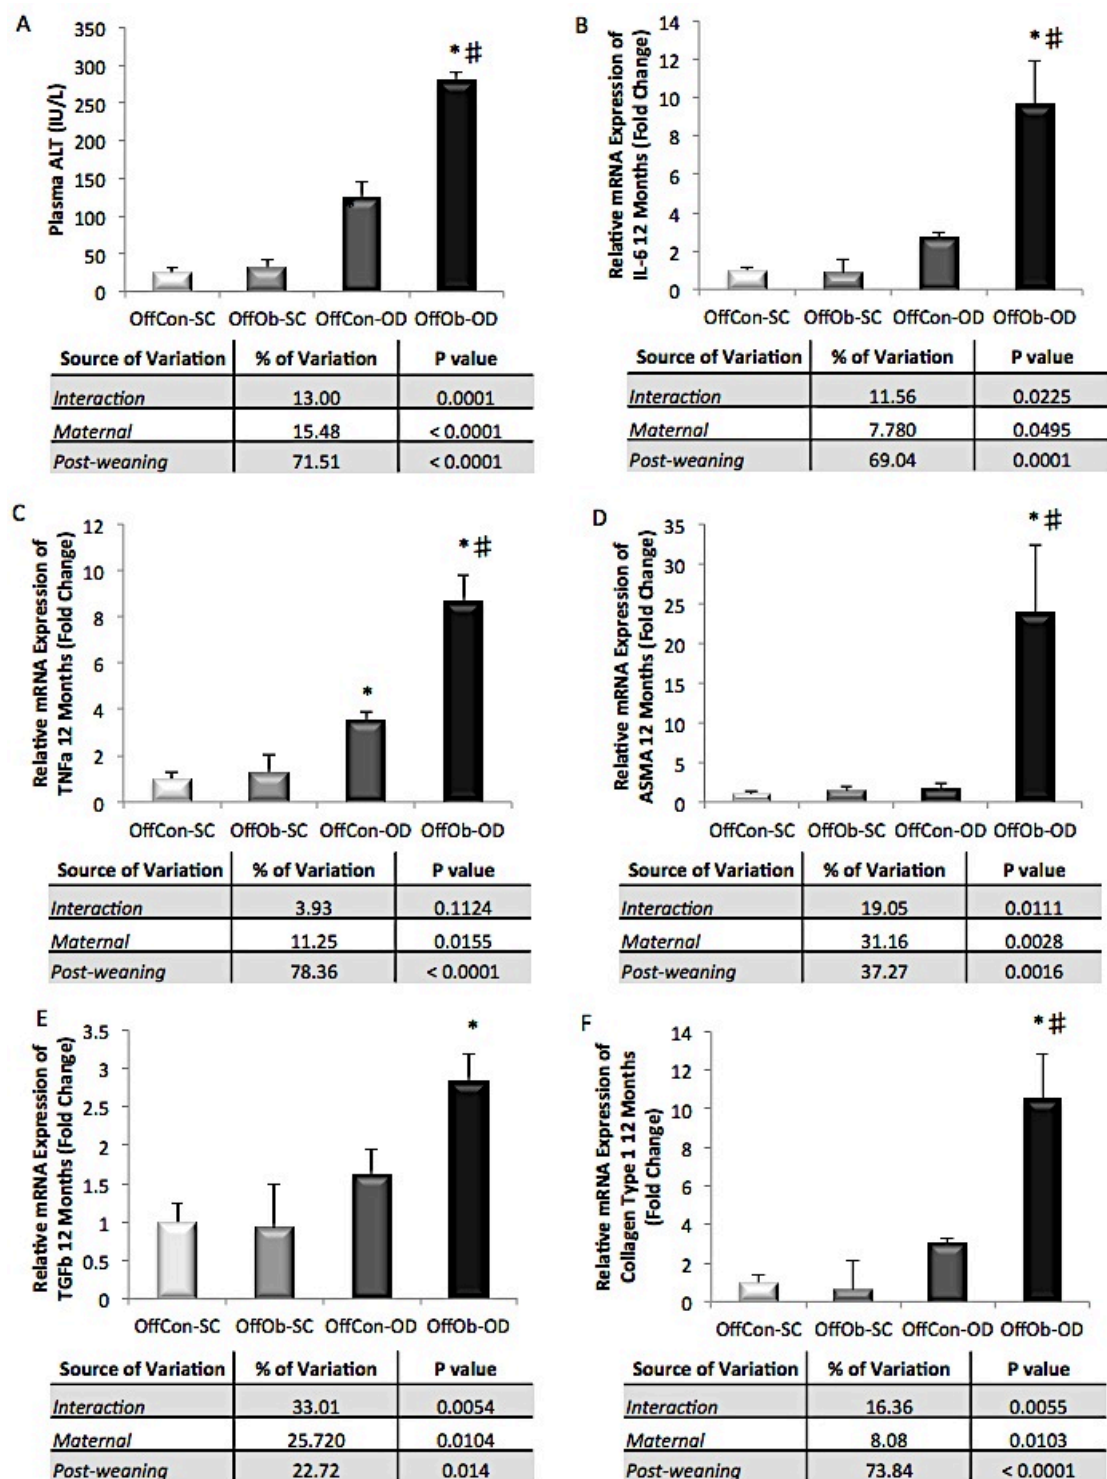 A
Plasma ALT (IU/L)
350
300
250
200
150
100
50
0
* #
OffCon-SC OffOb-SC OffCon-OD OffOb-OD
Source of Variation % of Variation P value
Interaction 13.00 0.0001
Maternal 15.48 < 0.0001
Post-weaning 71.51 < 0.0001
B
Relative mRNA Expression of
IL-6 12 Months (Fold Change)
14
12
10
8
6
4
2
0
* #
OffCon-SC OffOb-SC OffCon-OD OffOb-OD
Source of Variation % of Variation P value
Interaction 11.56 0.0225
Maternal 7.780 0.0495
Post-weaning 69.04 0.0001
C
Relative mRNA Expression of
TNFa 12 Months (Fold Change)
12
10
8
6
4
2
0
*
* #
OffCon-SC OffOb-SC OffCon-OD OffOb-OD
Source of Variation % of Variation P value
Interaction 3.93 0.1124
Maternal 11.25 0.0155
Post-weaning 78.36 < 0.0001
D
Relative mRNA Expression of
ASMA 12 Months (Fold Change)
35
30
25
20
15
10
5
0
* #
OffCon-SC OffOb-SC OffCon-OD OffOb-OD
Source of Variation % of Variation P value
Interaction 19.05 0.0111
Maternal 31.16 0.0028
Post-weaning 37.27 0.0016
E
Relative mRNA Expression of
TGFb 12 Months (Fold Change)
3.5
3
2.5
2
1.5
1
0.5
0
*
OffCon-SC OffOb-SC OffCon-OD OffOb-OD
Source of Variation % of Variation P value
Interaction 33.01 0.0054
Maternal 25.720 0.0104
Post-weaning 22.72 0.014
F
Relative mRNA Expression of
Collagen Type 1 12 Months
(Fold Change)
14
12
10
8
6
4
2
0
* #
OffCon-SC OffOb-SC OffCon-OD OffOb-OD
Source of Variation % of Variation P value
Interaction 16.36 0.0055
Maternal 8.08 0.0103
Post-weaning 73.84 < 0.0001